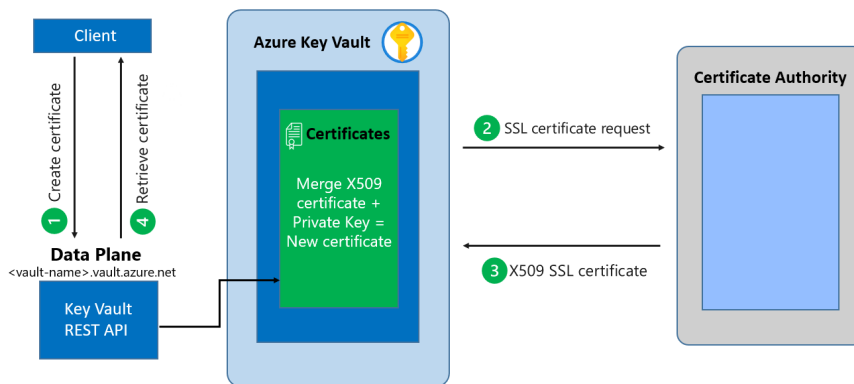 Client
Create certificate
Retrieve certificate
1
4
Data Plane
<vault-name>.vault.azure.net
Key Vault
REST API
Azure Key Vault
Certificates
Merge X509
certificate +
Private Key =
New certificate
2 SSL certificate request
3 X509 SSL certificate
Certificate Authority